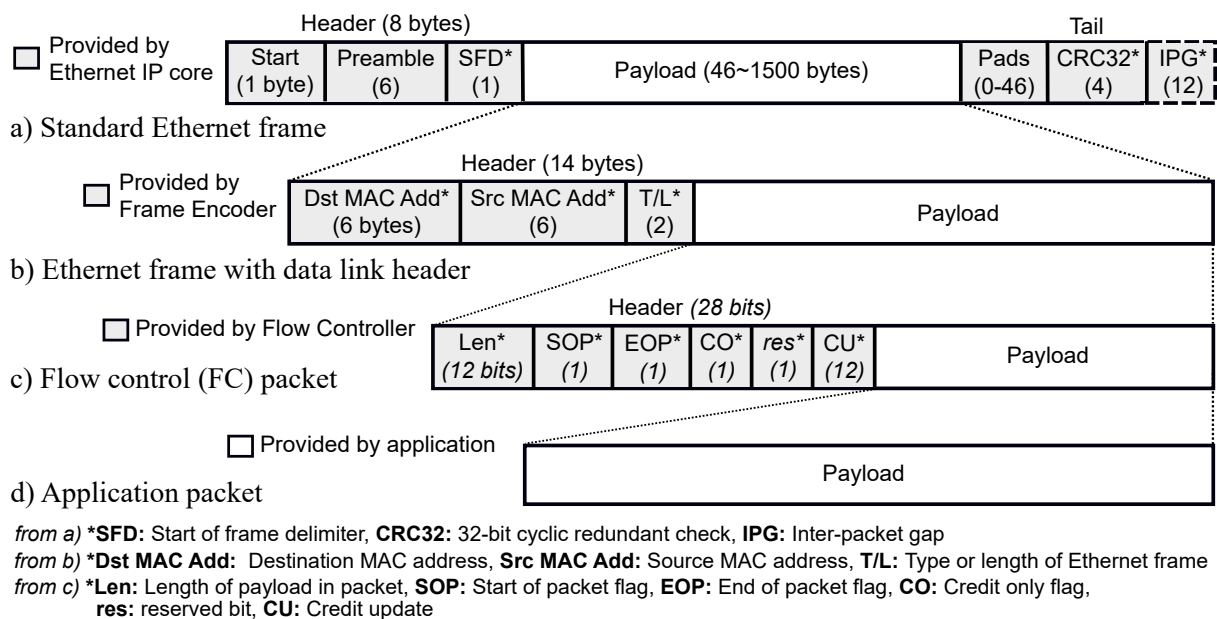 Header (8 bytes)
Tail
Provided by
Ethernet IP core
Start
(1 byte)
Preamble
(6)
SFD*
(1)
Payload (46~1500 bytes)
Pads
(0-46)
CRC32*
(4)
IPG*
(12)
a) Standard Ethernet frame
Header (14 bytes)
Provided by
Frame Encoder
Dst MAC Add*
(6 bytes)
Src MAC Add*
(6)
T/L*
(2)
Payload
b) Ethernet frame with data link header
Header (28 bits)
Provided by Flow Controller
Len*
(12 bits)
SOP*
(1)
EOP*
(1)
CO*
(1)
res*
(1)
CU*
(12)
Payload
c) Flow control (FC) packet
Provided by application
Payload
d) Application packet
from a) *SFD: Start of frame delimiter, CRC32: 32-bit cyclic redundant check, IPG: Inter-packet gap
from b) *Dst MAC Add: Destination MAC address, Src MAC Add: Source MAC address, T/L: Type or length of Ethernet frame
from c) *Len: Length of payload in packet, SOP: Start of packet flag, EOP: End of packet flag, CO: Credit only flag,
res: reserved bit, CU: Credit update